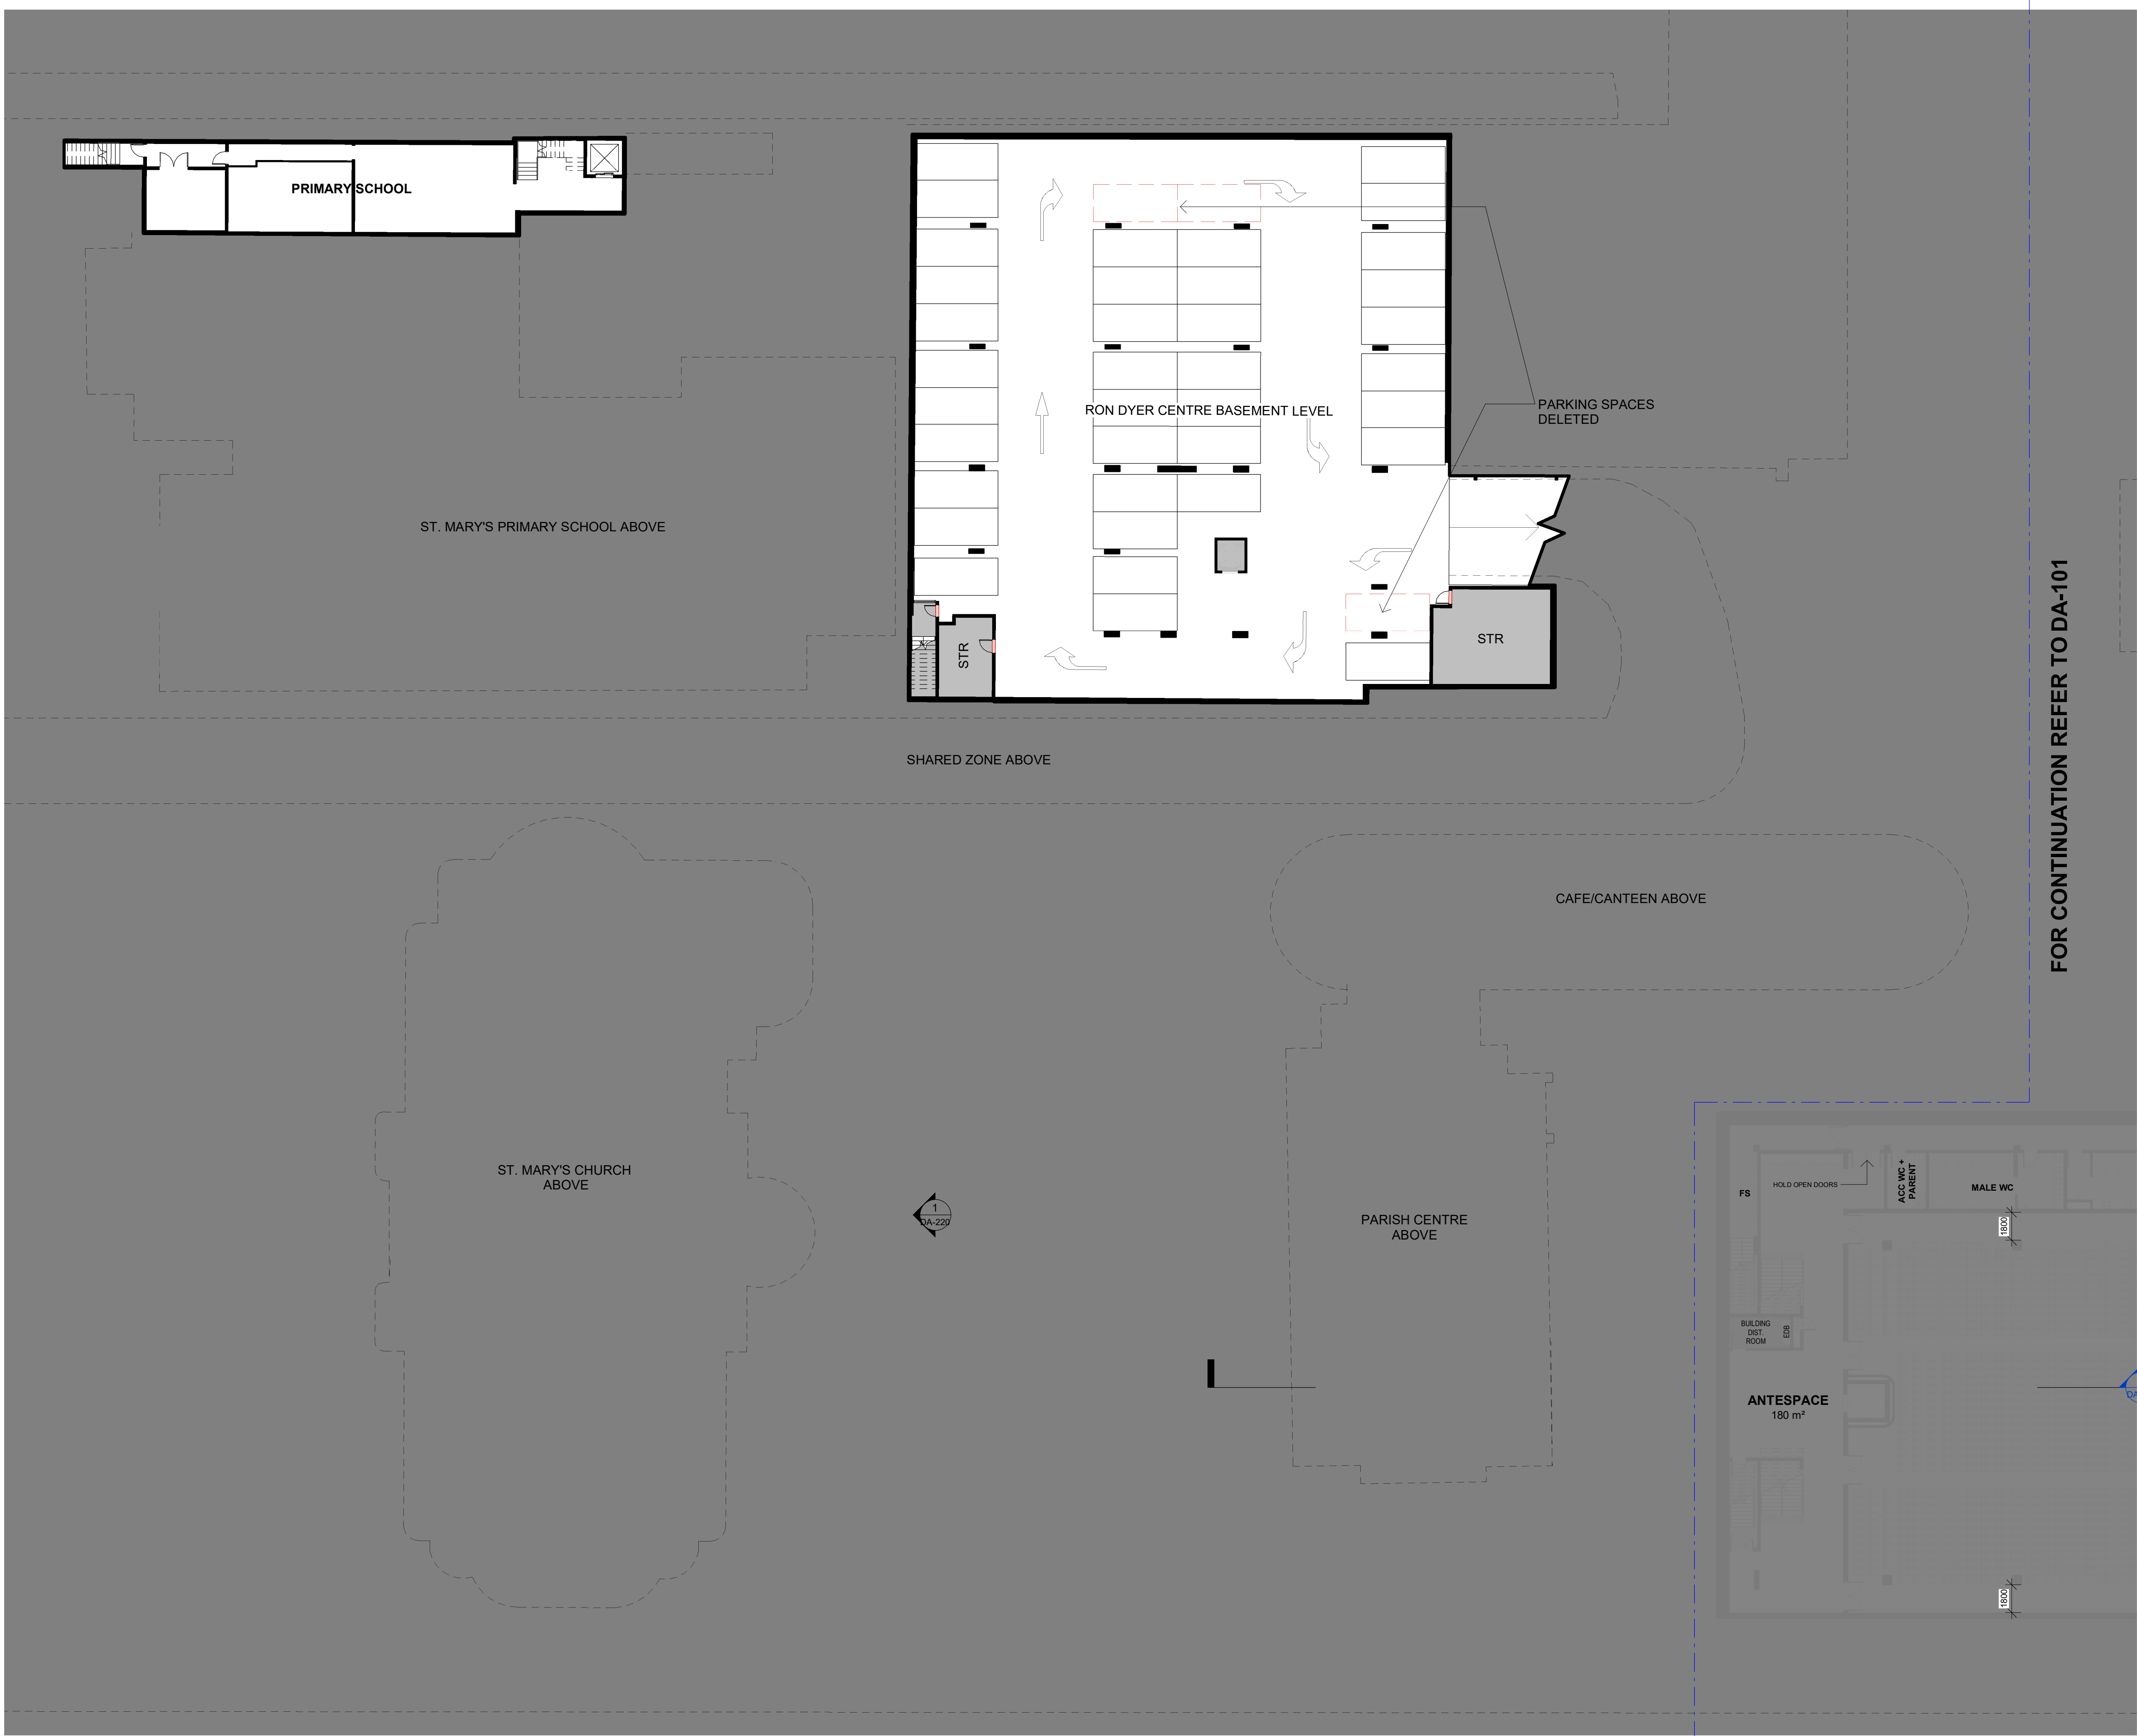 PRIMARY SCHOOL
RON DYER CENTRE BASEMENT LEVEL
PARKING SPACES
DELETED
ST. MARY'S PRIMARY SCHOOL ABOVE
STR
STR
SHARED ZONE ABOVE
FOR CONTINUATION REFER TO DA-101
CAFE/CANTEEN ABOVE
ST. MARY'S CHURCH
ABOVE
1
DA-220
PARISH CENTRE
ABOVE
FS
HOLD OPEN DOORS
ACC WC +
PARENT
MALE WC
1800
BUILDING
DIST.
ROOM
EDB
ANTESPACE
180 m²
1800